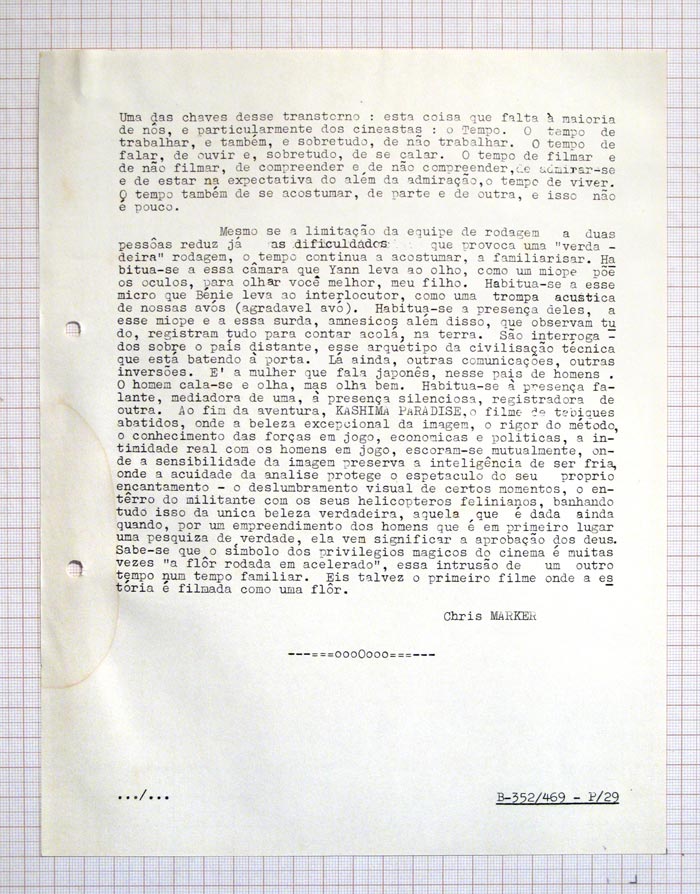 Uma das chaves desse transtorno : esta coisa que falta à maioria
de nós, e particularmente dos cineastas : o Tempo. O tempo de
trabalhar, e também, e sobretudo, de não trabalhar. O tempo de
falar, de ouvir e, sobretudo, de se calar. O tempo de filmar e
de não filmar, de compreender e de não compreender,de admirar-se
e de estar na expectativa do além da admiração,o tempo de viver.
O tempo também de se acostumar, de parte e de outra, e isso não
é pouco.
Mesmo se a limitação da equipe de rodagem a duas
pessôas reduz já as dificuldados que provoca uma "verda -
deira" rodagem, o tempo continua a acostumar, a familiarisar. Ha
bitua-se a essa câmara que Yann leva ao olho, como um miope põe
os oculos, para olhar você melhor, meu filho. Habitua-se a esse
micro que Bénie leva ao interlocutor, como uma trompa acustica
de nossas avós (agradavel avó). Habitua-se a presença deles, a
esse miope e a essa surda, amnesicos além disso, que observam tu
do, registram tudo para contar acolá, na terra. São interroga -
dos sobre o pais distante, esse arquétipo da civilisação técnica
que está batendo à porta. Lá ainda, outras comunicações, outras
inversões. E' a mulher que fala japonês, nesse pais de homens .
O homem cala-se e olha, mas olha bem. Habitua-se à presença fa-
lante, mediadora de uma, à presença silenciosa, registradora de
outra. Ao fim da aventura, KASHIMA PARADISE,o filme de tabiques
abatidos, onde a beleza excepcional da imagem, o rigor do método,
o conhecimento das forças em jogo, economicas e politicas, a in-
timidade real com os homens em jogo, escoram-se mutualmente, on-
de a sensibilidade da imagem preserva a inteligência de ser fria,
onde a acuidade da analise protege o espetaculo do seu proprio
encantamento - o deslumbramento visual de certos momentos, o en-
têrro do militante com os seus helicopteros felinianos, banhando
tudo isso da unica beleza verdadeira, aquela que é dada ainda
quando, por um empreendimento dos homens que é em primeiro lugar
uma pesquiza de verdade, ela vem significar a aprobação dos deus.
Sabe-se que o símbolo dos privilegios magicos do cinema é muitas
vezes "a flôr rodada em acelerado", essa intrusão de um outro
tempo num tempo familiar. Eis talvez o primeiro filme onde a es
tória é filmada como uma flôr.
Chris MARKER
---===oooOooo===---
.../...
B-352/469 - P/29